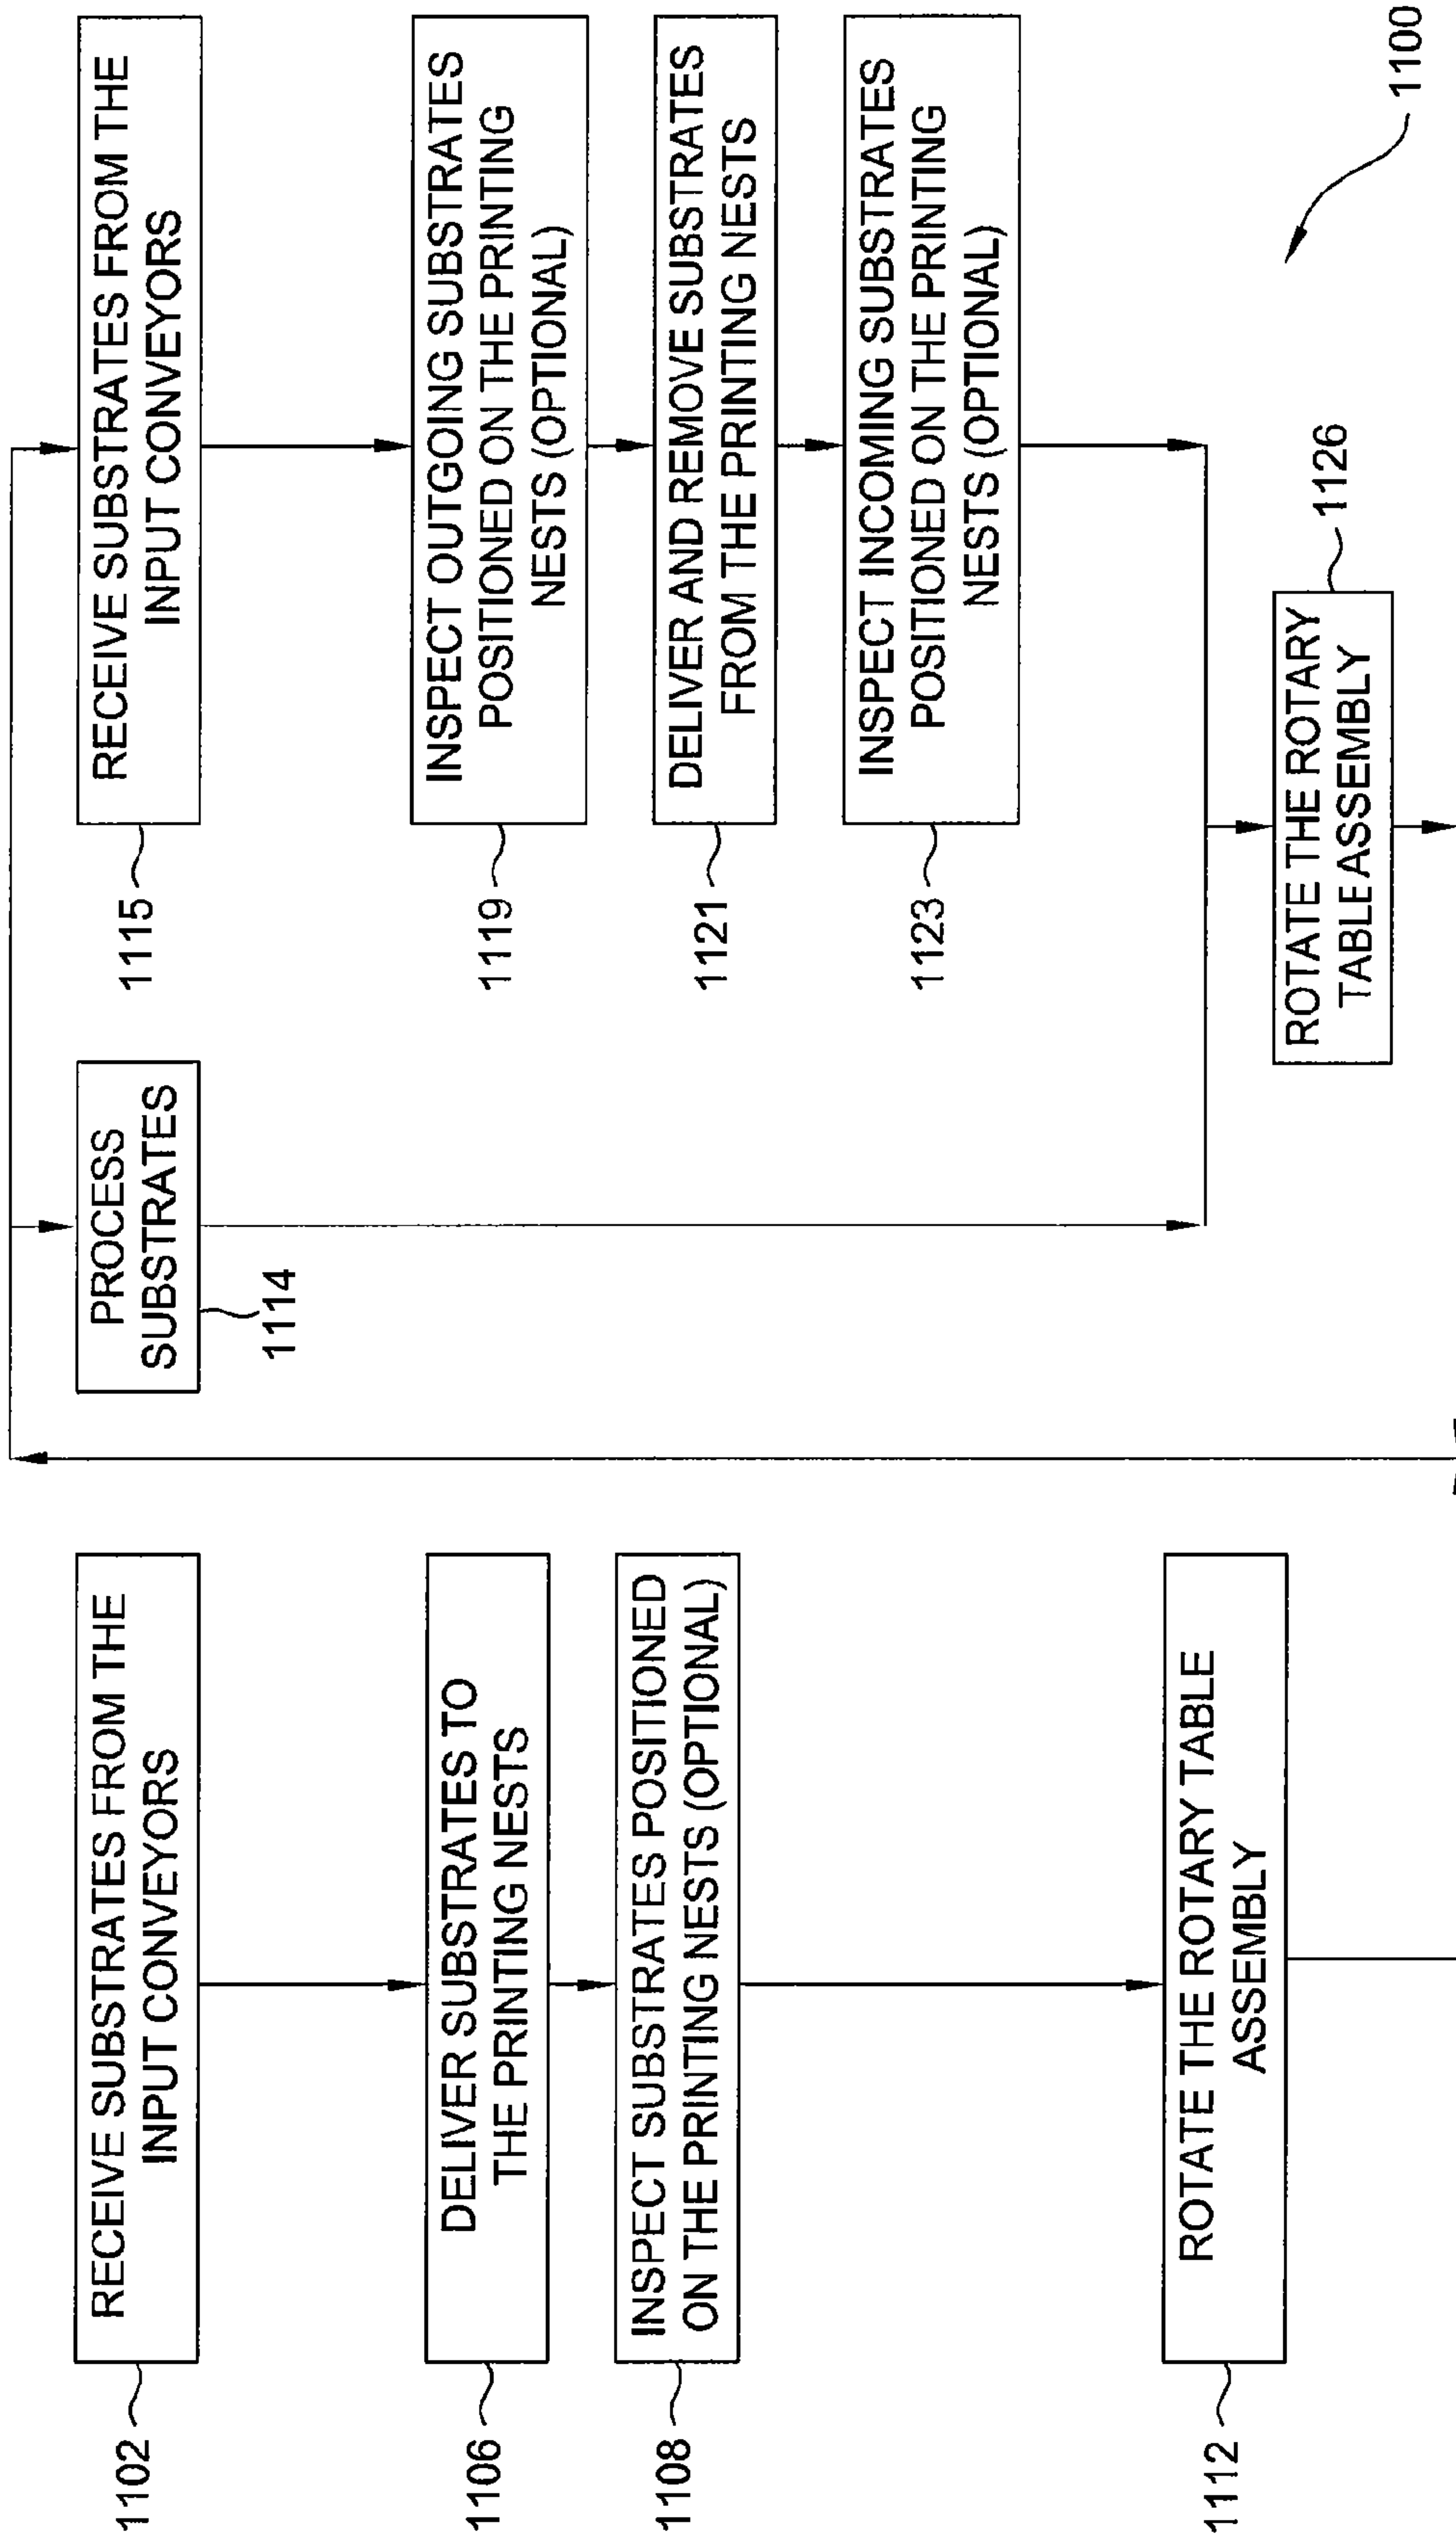 1102
RECEIVE SUBSTRATES FROM THE
INPUT CONVEYORS
1106
DELIVER SUBSTRATES TO
THE PRINTING NESTS
1108
INSPECT SUBSTRATES POSITIONED
ON THE PRINTING NESTS (OPTIONAL)
1112
ROTATE THE ROTARY TABLE
ASSEMBLY
PROCESS
SUBSTRATES
1114
1115
RECEIVE SUBSTRATES FROM THE
INPUT CONVEYORS
1119
INSPECT OUTGOING SUBSTRATES
POSITIONED ON THE PRINTING
NESTS (OPTIONAL)
1121
DELIVER AND REMOVE SUBSTRATES
FROM THE PRINTING NESTS
1123
INSPECT INCOMING SUBSTRATES
POSITIONED ON THE PRINTING
NESTS (OPTIONAL)
ROTATE THE ROTARY
TABLE ASSEMBLY
1126
1100